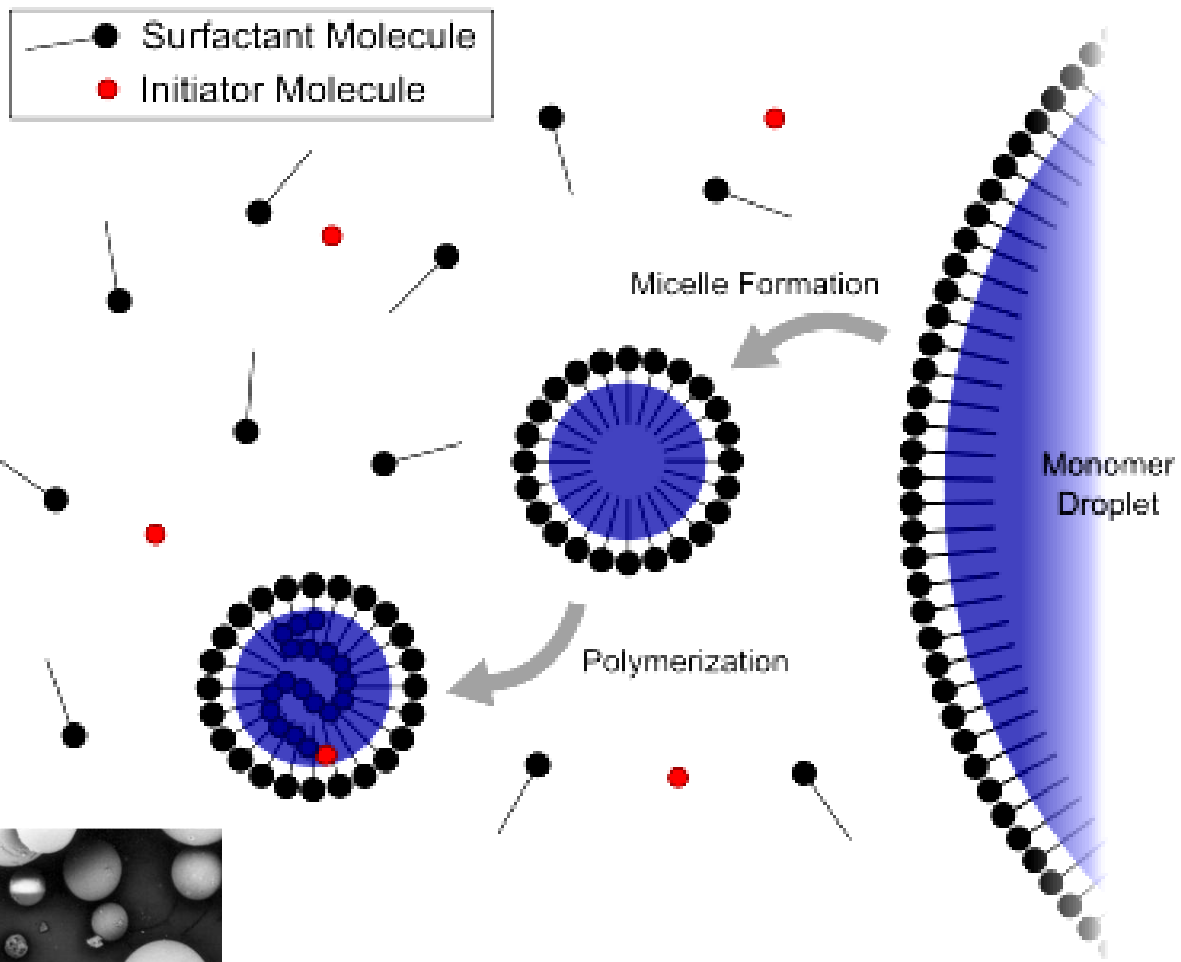 Surfactant Molecule
Initiator Molecule
Micelle Formation
Monomer
Droplet
Polymerization